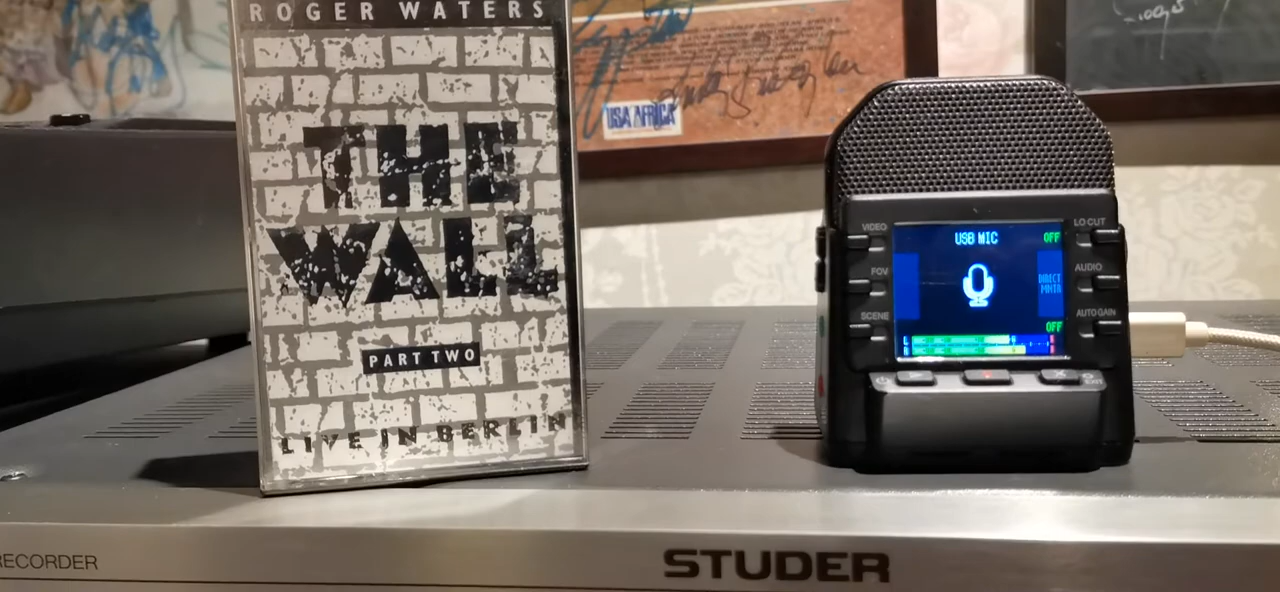 ROGER WATERS
THE
WALL
PART TWO
LIVE IN BERLIN
USA AFRICA
VIDEO
FOV
SCENE
USB MIC
OFF
DIRECT
MNTR
OFF
L
LO CUT
AUDIO
AUTO GAIN
EXIT
RECORDER
STUDER